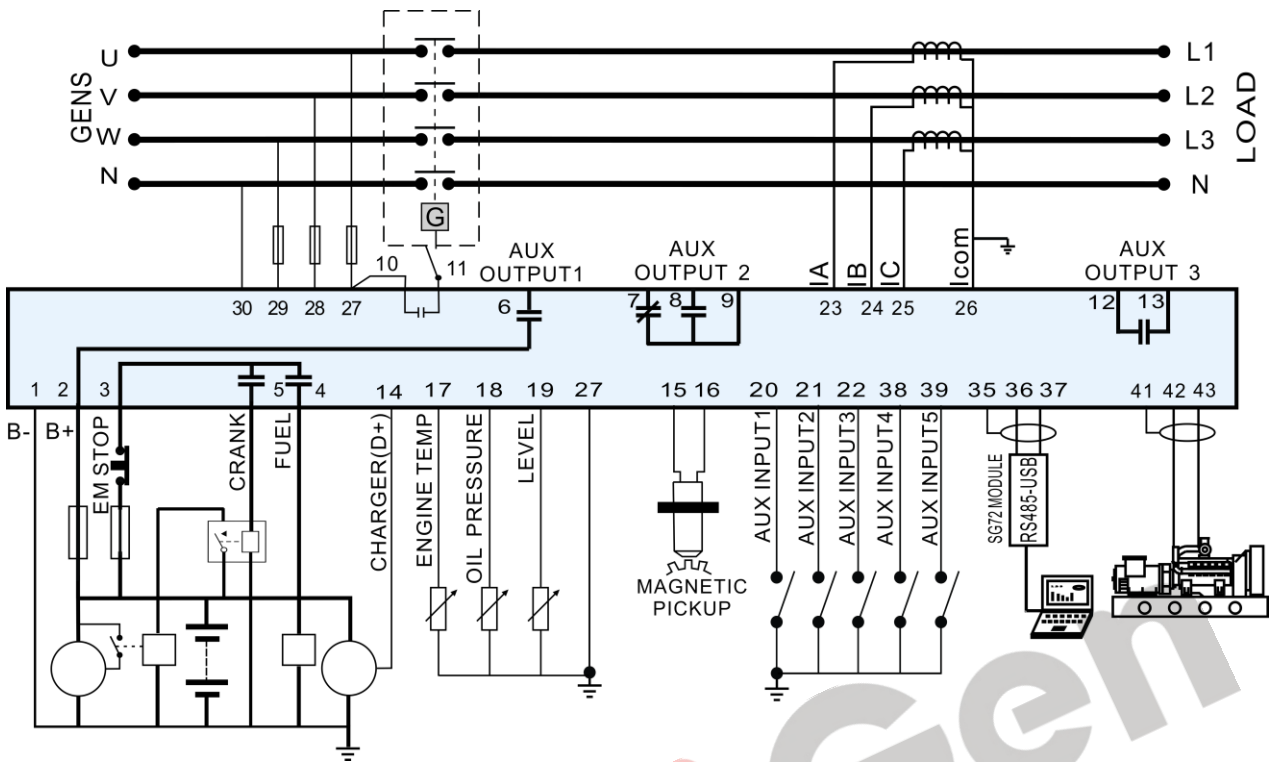 GENS
U
V
W
N
L1
L2
L3
N
LOAD
G
10
11
AUX
OUTPUT1
AUX
OUTPUT 2
IA
IB
IC
Icom
AUX
OUTPUT 3
30
29
28
27
6
7
8
9
23
24
25
26
12
13
1
2
3
5
4
14
17
18
19
27
15
16
20
21
22
38
39
35
36
37
41
42
43
B-
B+
EM STOP
CRANK
FUEL
CHARGER(D+)
ENGINE TEMP
OIL PRESSURE
LEVEL
MAGNETIC
PICKUP
AUX INPUT1
AUX INPUT2
AUX INPUT3
AUX INPUT4
AUX INPUT5
SG72 MODULE
RS485-USB
Gen